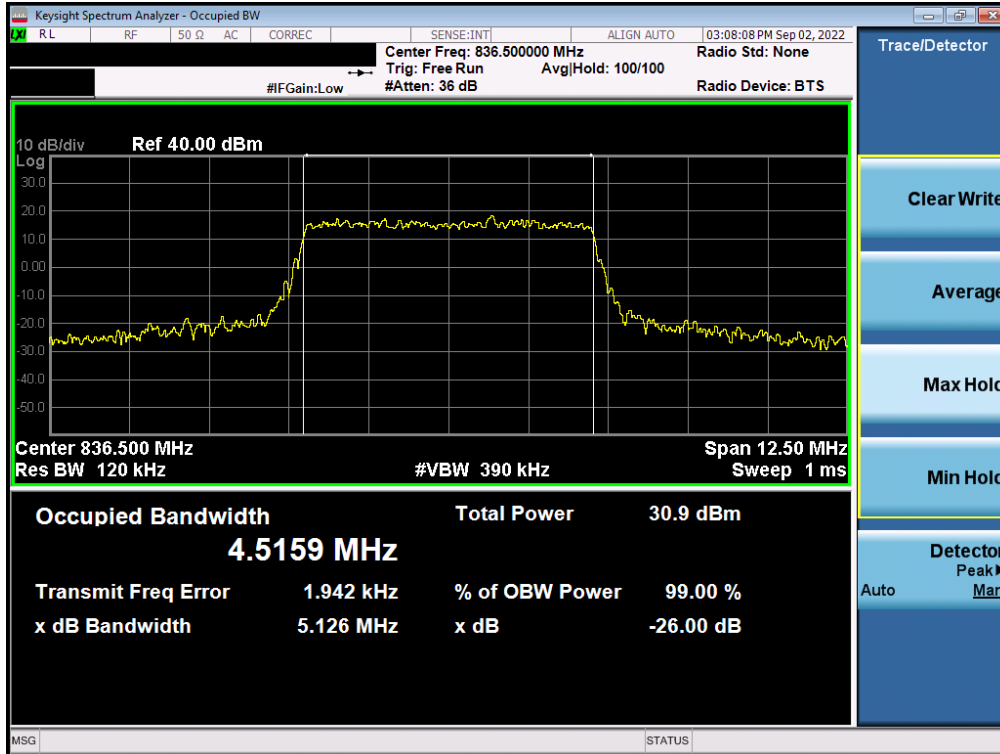 Keysight Spectrum Analyzer - Occupied BW
LXI RL RF 50 Ω AC CORREC SENSE:INT ALIGN AUTO 03:08:08 PM Sep 02, 2022
Center Freq: 836.500000 MHz Radio Std: None
Trig: Free Run Avg|Hold: 100/100
#IFGain:Low #Atten: 36 dB Radio Device: BTS
10 dB/div Ref 40.00 dBm
Log
30.0
20.0
10.0
0.00
-10.0
-20.0
-30.0
-40.0
-50.0
Center 836.500 MHz Span 12.50 MHz
Res BW 120 kHz #VBW 390 kHz Sweep 1 ms
Occupied Bandwidth Total Power 30.9 dBm
4.5159 MHz
Transmit Freq Error 1.942 kHz % of OBW Power 99.00 %
x dB Bandwidth 5.126 MHz x dB -26.00 dB
MSG STATUS
Trace/Detector
Clear Write
Average
Max Hold
Min Hold
Detector
Peak
Auto Man